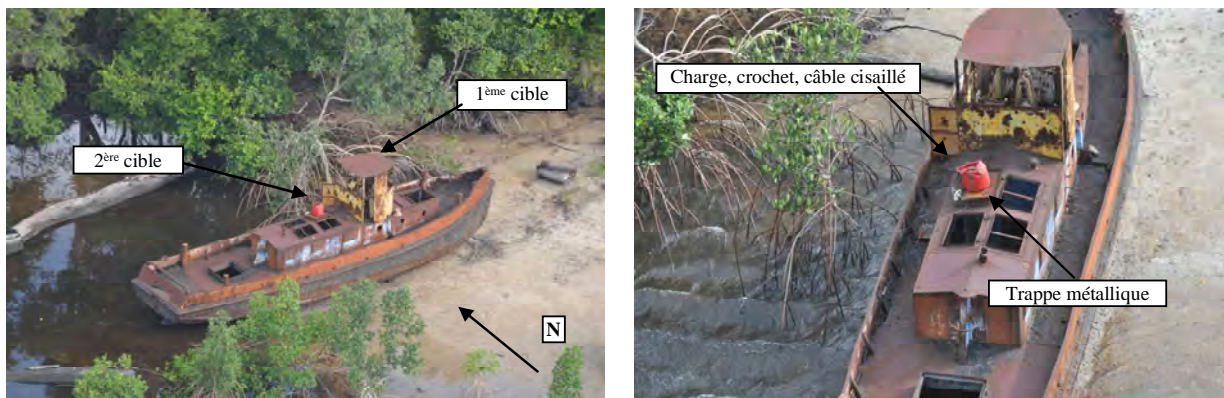 1ème cible
2ère cible
N
Charge, crochet, câble cisaillé
Trappe métallique